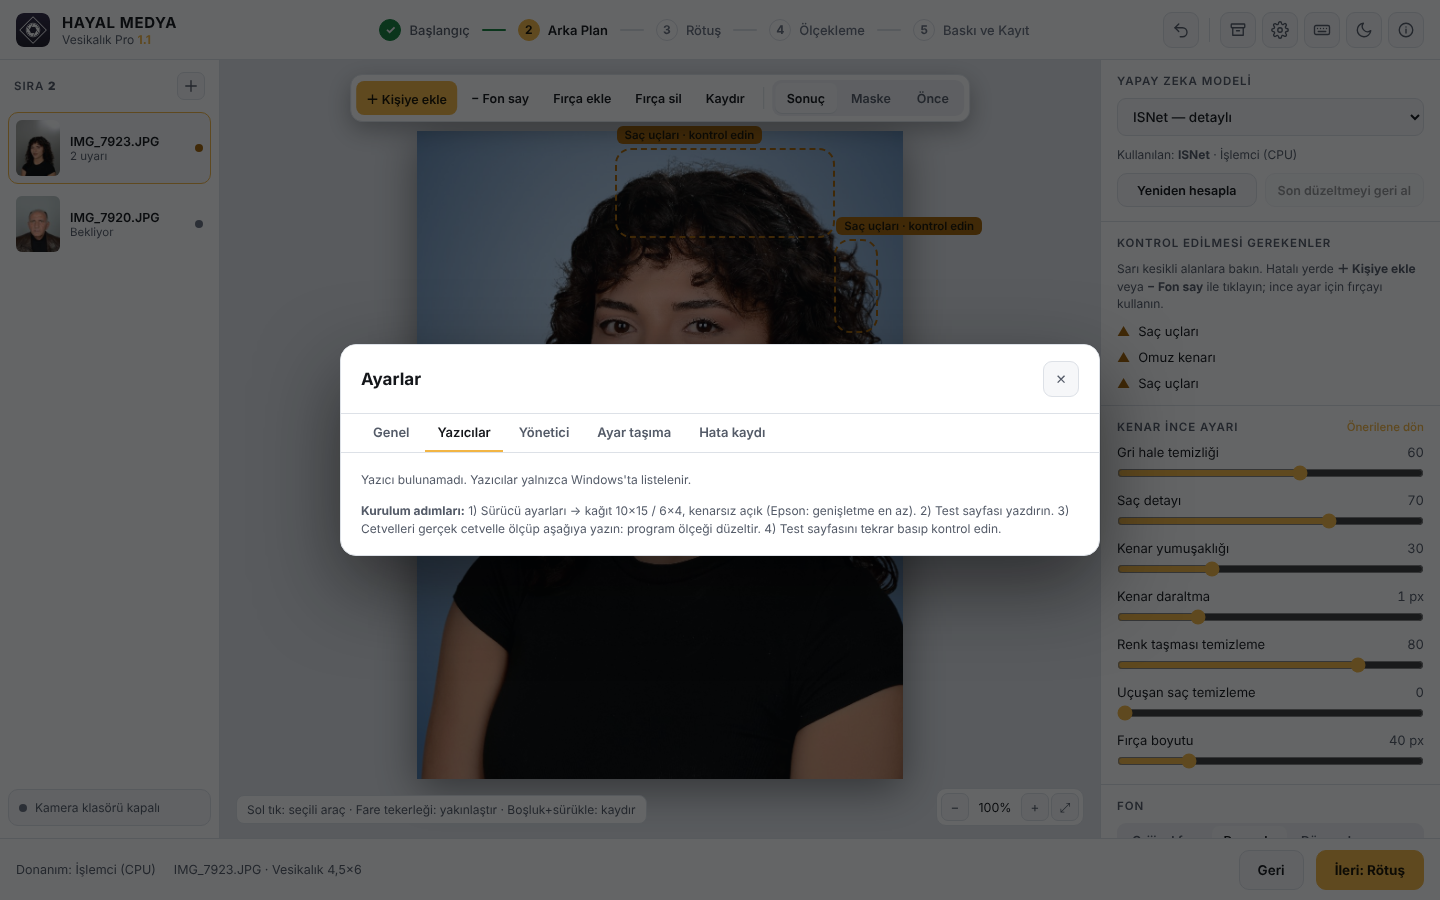 HAYAL MEDYA
Vesikalık Pro 1.1
Başlangıç
2 Arka Plan
3 Rötuş
4 Ölçekleme
5 Baskı ve Kayıt
SIRA 2
IMG_7923.JPG
2 uyarı
IMG_7920.JPG
Bekliyor
Kamera klasörü kapalı
+ Kişiye ekle
− Fon say
Fırça ekle
Fırça sil
Kaydır
Sonuç
Maske
Önce
Saç uçları · kontrol edin
Saç uçları · kontrol edin
Ayarlar
Genel
Yazıcılar
Yönetici
Ayar taşıma
Hata kaydı
Yazıcı bulunamadı. Yazıcılar yalnızca Windows'ta listelenir.
Kurulum adımları: 1) Sürücü ayarları → kağıt 10×15 / 6×4, kenarsız açık (Epson: genişletme en az). 2) Test sayfası yazdırın. 3)
Cetvelleri gerçek cetvelle ölçüp aşağıya yazın: program ölçeği düzeltir. 4) Test sayfasını tekrar basıp kontrol edin.
Sol tık: seçili araç · Fare tekerleği: yakınlaştır · Boşluk+sürükle: kaydır
− 100% +
YAPAY ZEKA MODELİ
ISNet — detaylı
Kullanılan: ISNet · İşlemci (CPU)
Yeniden hesapla
Son düzeltmeyi geri al
KONTROL EDİLMESİ GEREKENLER
Sarı kesikli alanlara bakın. Hatalı yerde + Kişiye ekle
veya − Fon say ile tıklayın; ince ayar için fırçayı
kullanın.
Saç uçları
Omuz kenarı
Saç uçları
KENAR İNCE AYARI
Önerilene dön
Gri hale temizliği 60
Saç detayı 70
Kenar yumuşaklığı 30
Kenar daraltma 1 px
Renk taşması temizleme 80
Uçuşan saç temizleme 0
Fırça boyutu 40 px
FON
Donanım: İşlemci (CPU)
IMG_7923.JPG · Vesikalık 4,5×6
Geri
İleri: Rötuş